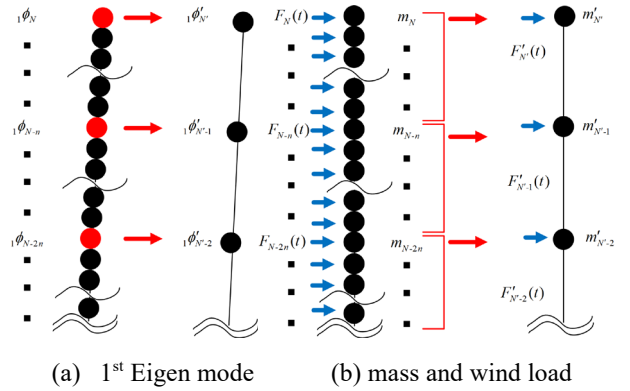 ₁ϕ_N ₁ϕ′_N′ F_N(t) m_N m′_N′
F′_N′(t)
₁ϕ_N-n ₁ϕ′_N′-1 F_N-n(t) m_N-n m′_N′-1
F′_N′-1(t)
₁ϕ_N-2n ₁ϕ′_N′-2 F_N-2n(t) m_N-2n m′_N′-2
F′_N′-2(t)
(a) 1st Eigen mode (b) mass and wind load